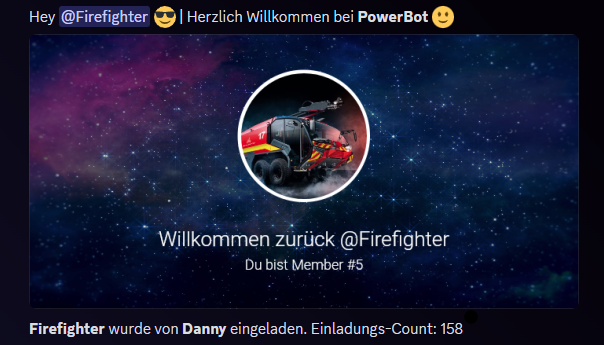 Hey @Firefighter 😎 | Herzlich Willkommen bei PowerBot 🙂
17
Willkommen zurück @Firefighter
Du bist Member #5
Firefighter wurde von Danny eingeladen. Einladungs-Count: 158